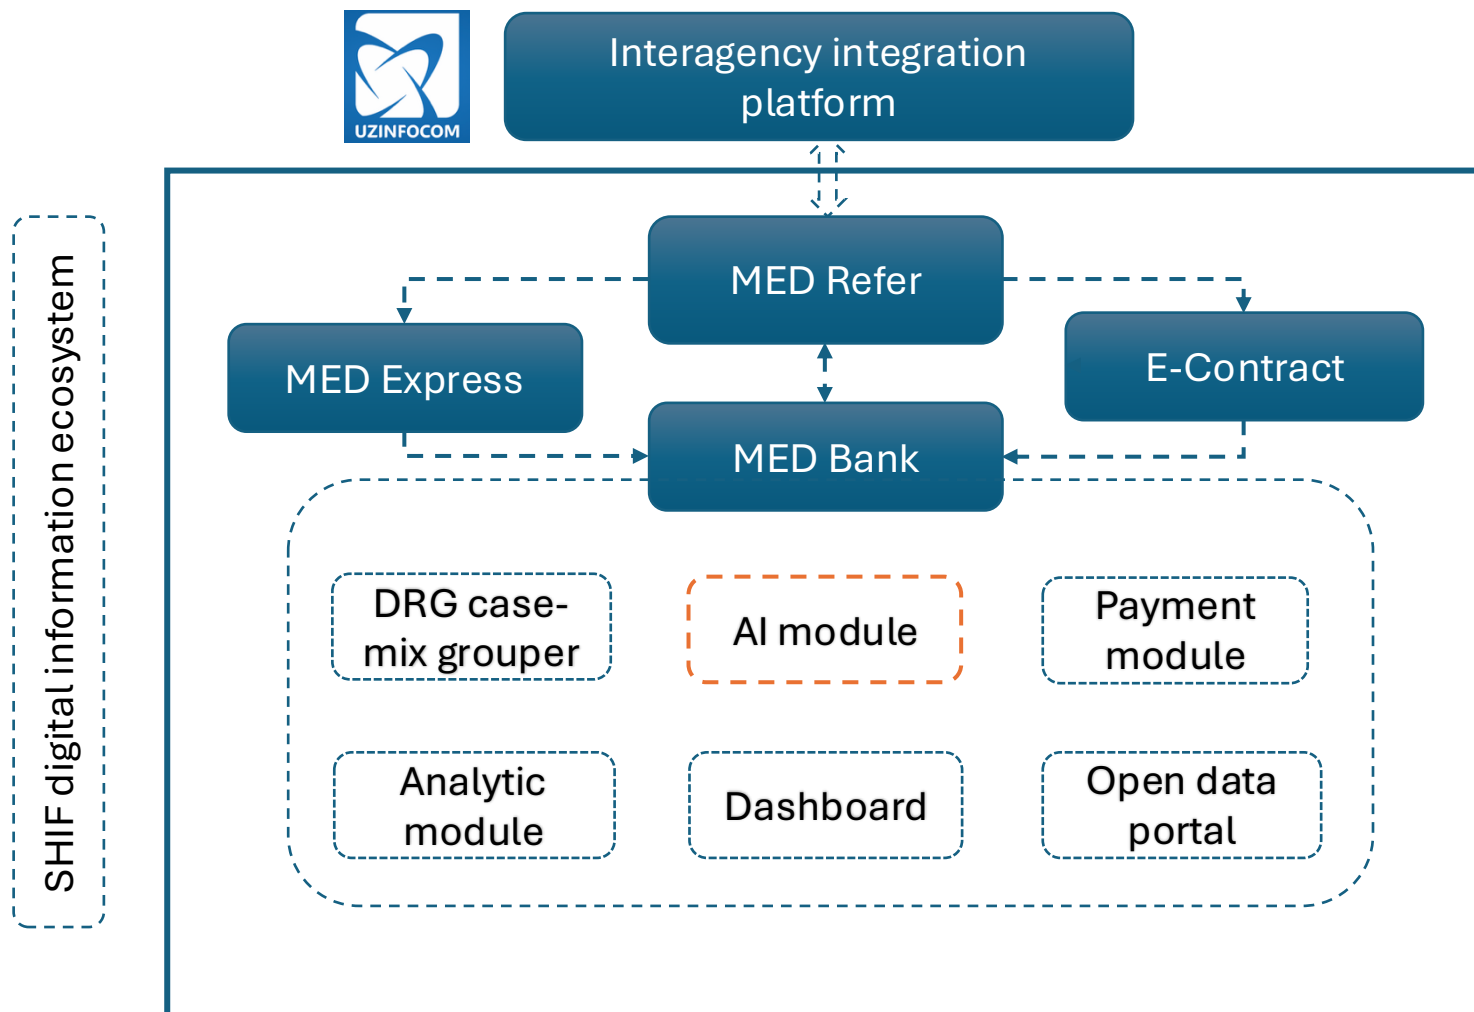 UZINFOCOM
Interagency integration
platform
SHIF digital information ecosystem
MED Refer
MED Express
E-Contract
MED Bank
DRG case-
mix grouper
AI module
Payment
module
Analytic
module
Dashboard
Open data
portal